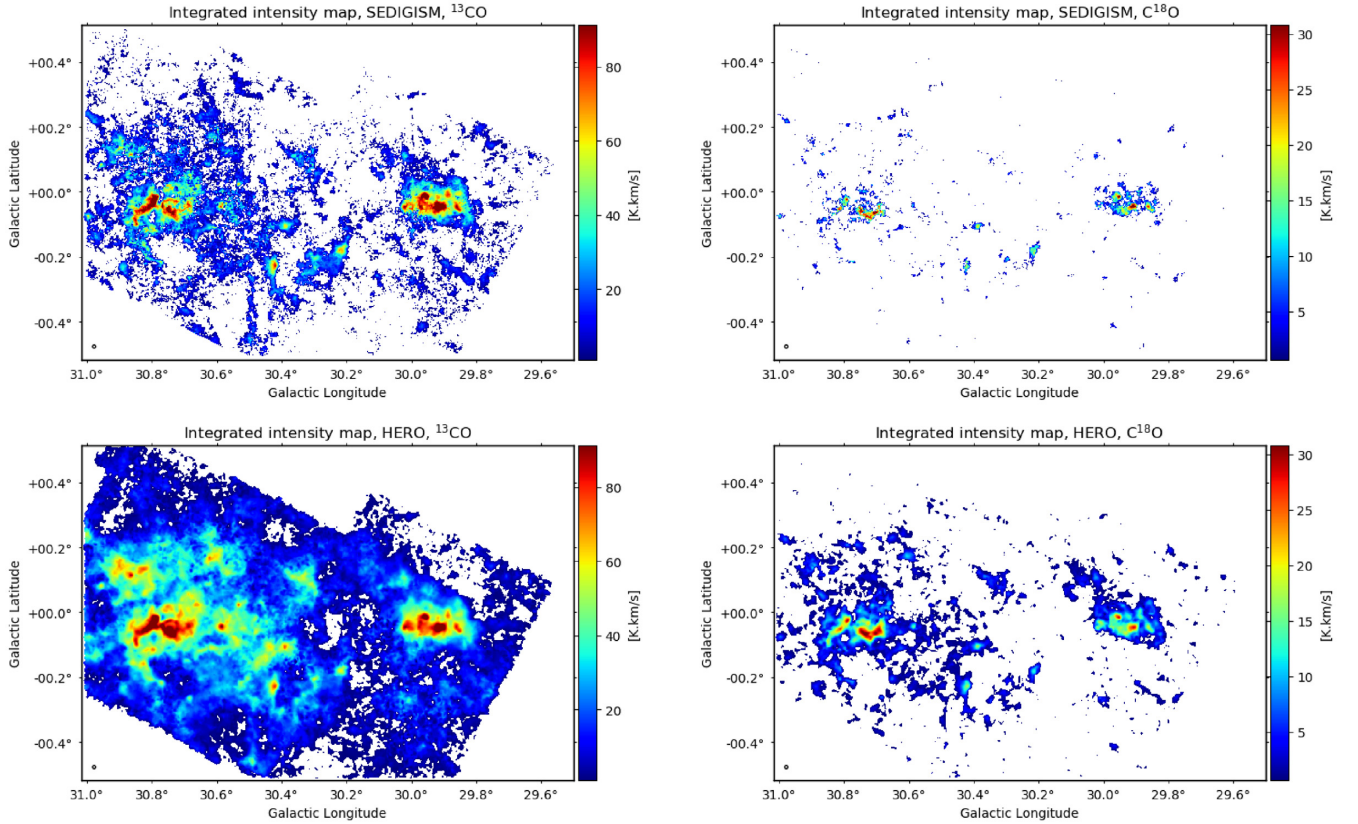 Integrated intensity map, SEDIGISM, ¹³CO
+00.4°
+00.2°
+00.0°
-00.2°
-00.4°
Galactic Latitude
31.0° 30.8° 30.6° 30.4° 30.2° 30.0° 29.8° 29.6°
Galactic Longitude
80
60
40
20
[K.km/s]
Integrated intensity map, SEDIGISM, C¹⁸O
+00.4°
+00.2°
+00.0°
-00.2°
-00.4°
Galactic Latitude
31.0° 30.8° 30.6° 30.4° 30.2° 30.0° 29.8° 29.6°
Galactic Longitude
30
25
20
15
10
5
[K.km/s]
Integrated intensity map, HERO, ¹³CO
+00.4°
+00.2°
+00.0°
-00.2°
-00.4°
Galactic Latitude
31.0° 30.8° 30.6° 30.4° 30.2° 30.0° 29.8° 29.6°
Galactic Longitude
80
60
40
20
[K.km/s]
Integrated intensity map, HERO, C¹⁸O
+00.4°
+00.2°
+00.0°
-00.2°
-00.4°
Galactic Latitude
31.0° 30.8° 30.6° 30.4° 30.2° 30.0° 29.8° 29.6°
Galactic Longitude
30
25
20
15
10
5
[K.km/s]